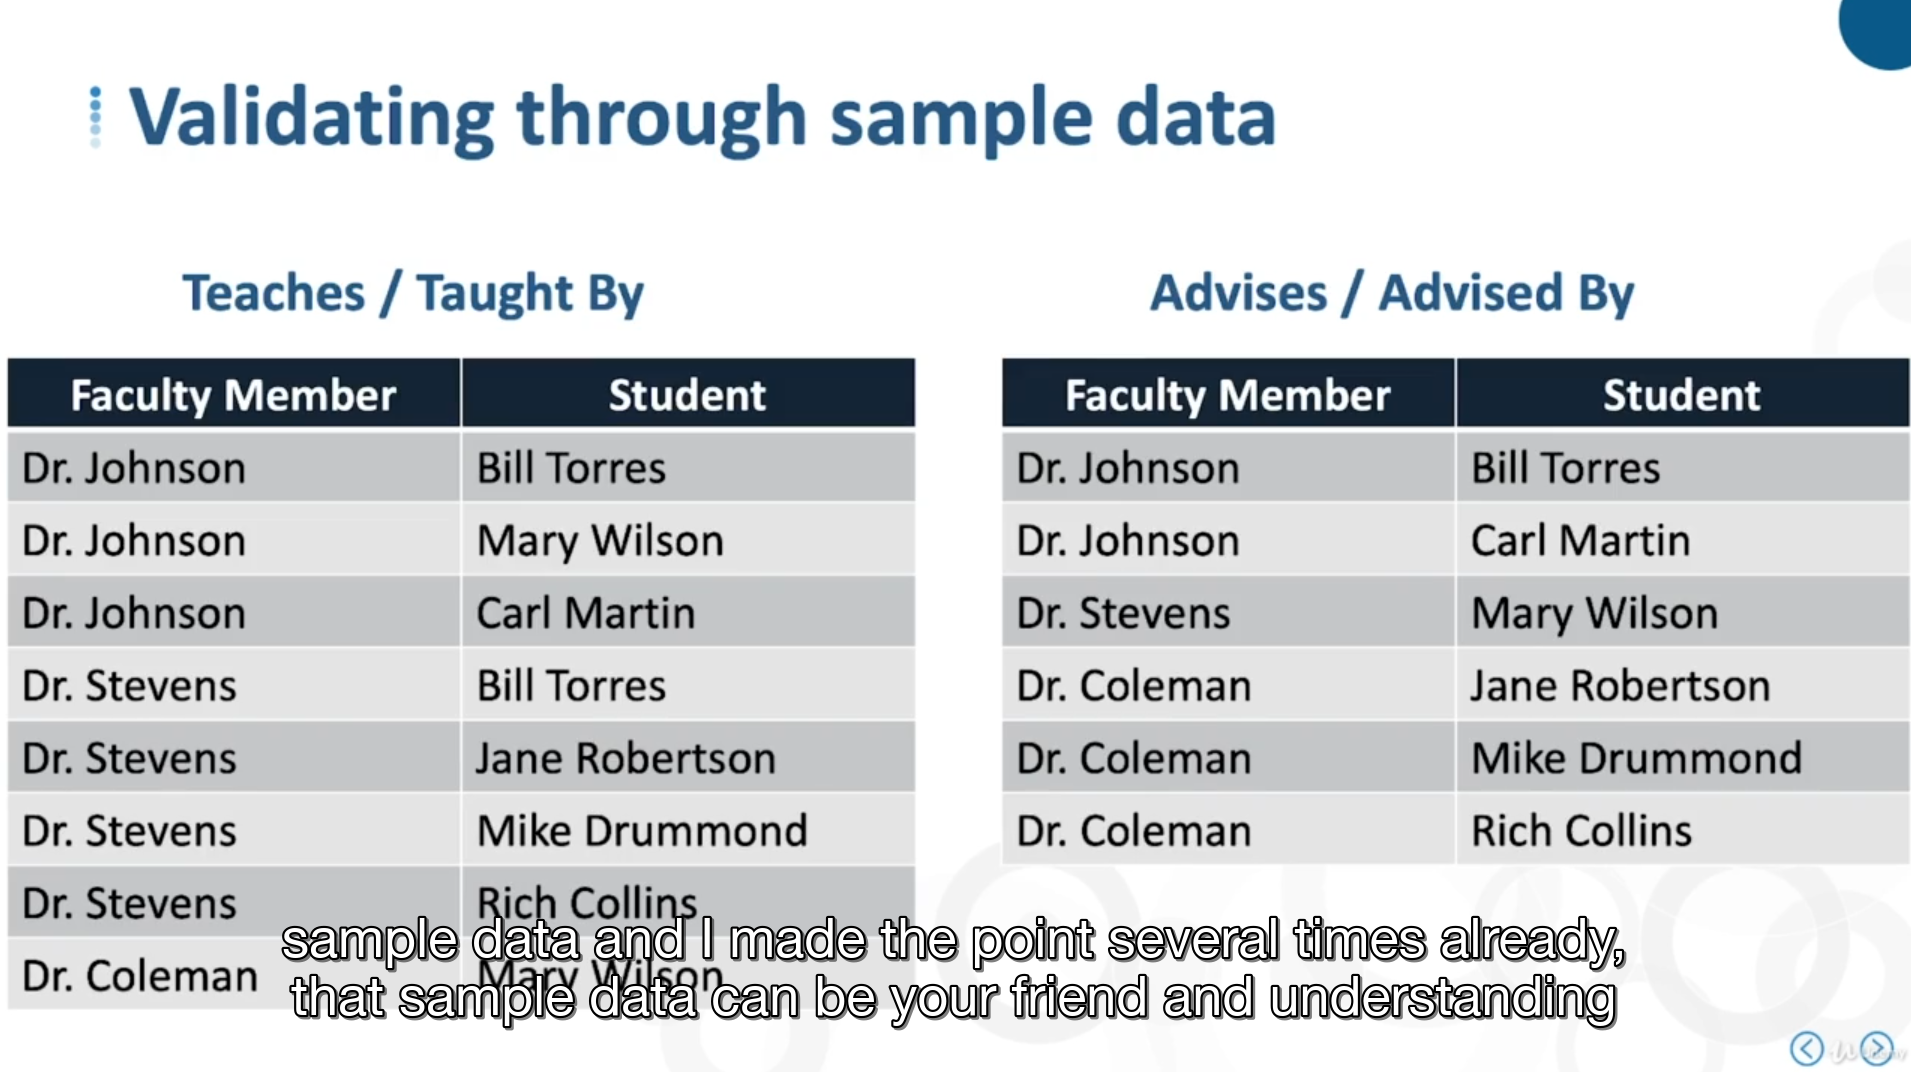 Validating through sample data
Teaches / Taught By
Faculty Member Student
Dr. Johnson Bill Torres
Dr. Johnson Mary Wilson
Dr. Johnson Carl Martin
Dr. Stevens Bill Torres
Dr. Stevens Jane Robertson
Dr. Stevens Mike Drummond
Dr. Stevens Rich Collins
Dr. Coleman Mary Wilson
Advises / Advised By
Faculty Member Student
Dr. Johnson Bill Torres
Dr. Johnson Carl Martin
Dr. Stevens Mary Wilson
Dr. Coleman Jane Robertson
Dr. Coleman Mike Drummond
Dr. Coleman Rich Collins
sample data and I made the point several times already,
that sample data can be your friend and understanding